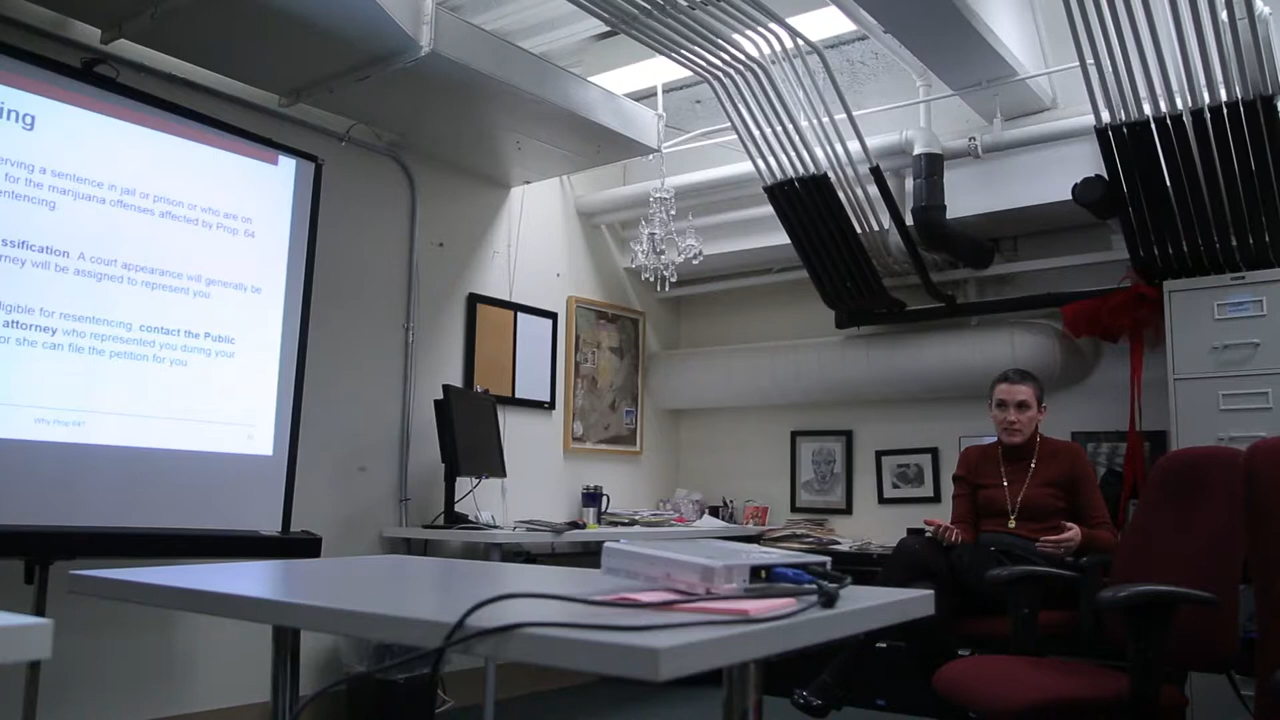 ing
erving a sentence in jail or prison or who are on
for the marijuana offenses affected by Prop. 64
entencing.
ssification. A court appearance will generally be
rney will be assigned to represent you.
ligible for resentencing, contact the Public
attorney who represented you during your
or she can file the petition for you
Why Prop 64?